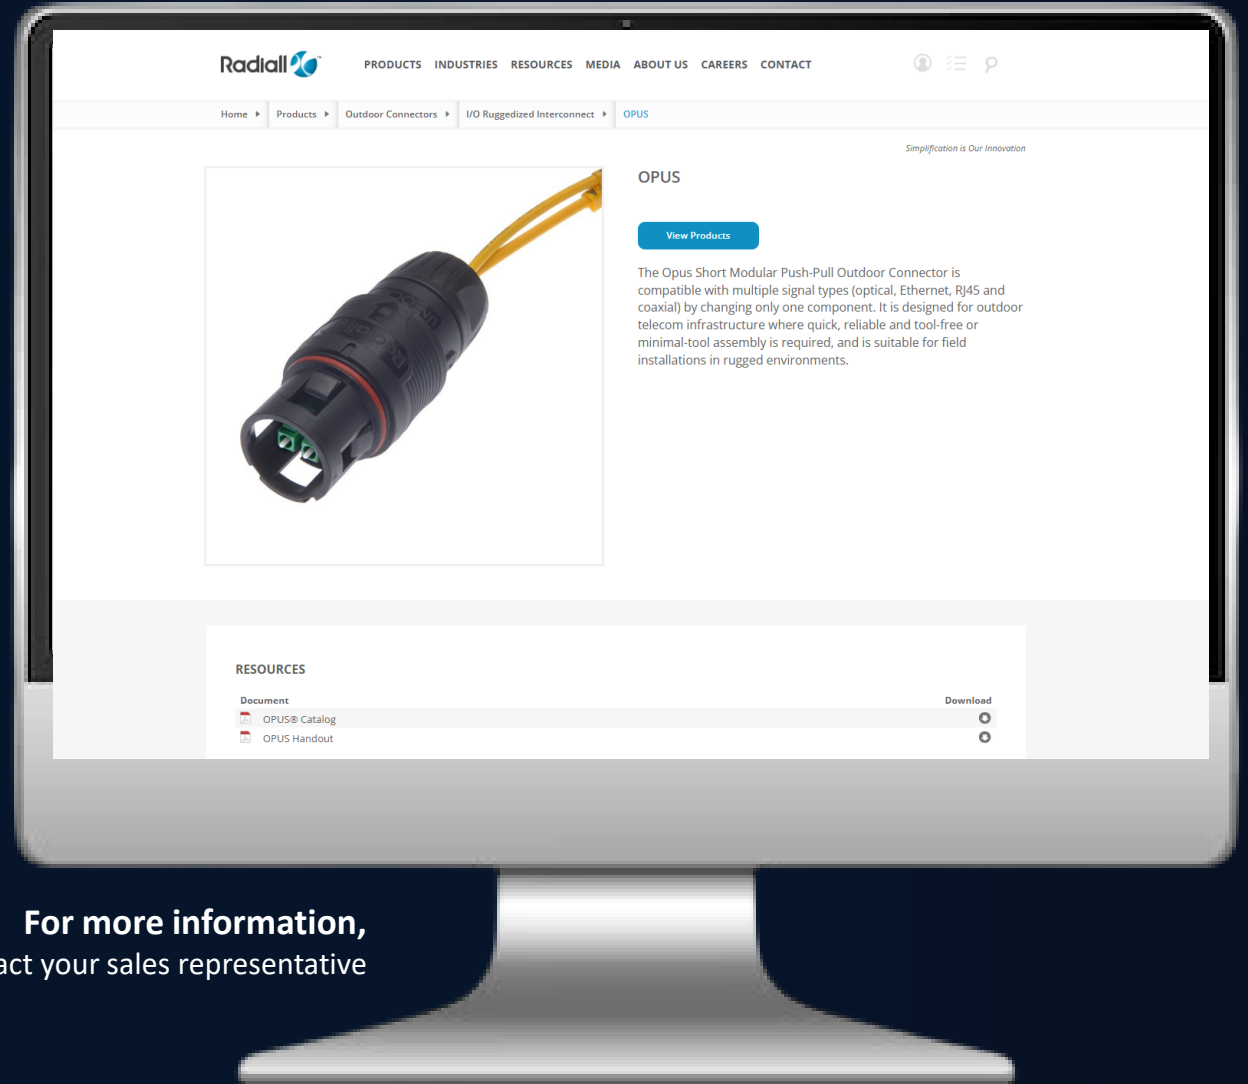 Radiall
PRODUCTS INDUSTRIES RESOURCES MEDIA ABOUT US CAREERS CONTACT
Home Products Outdoor Connectors I/O Ruggedized Interconnect OPUS
Simplification is Our Innovation
OPUS
View Products
The Opus Short Modular Push-Pull Outdoor Connector is
compatible with multiple signal types (optical, Ethernet, RJ45 and
coaxial) by changing only one component. It is designed for outdoor
telecom infrastructure where quick, reliable and tool-free or
minimal-tool assembly is required, and is suitable for field
installations in rugged environments.
Radiall
RESOURCES
Document Download
OPUS® Catalog
OPUS Handout
For more information,
act your sales representative